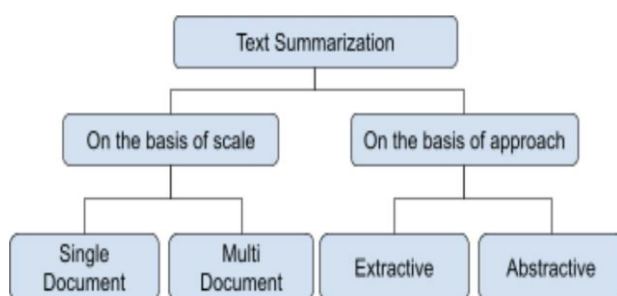 Text Summarization
On the basis of scale
On the basis of approach
Single
Document
Multi
Document
Extractive
Abstractive